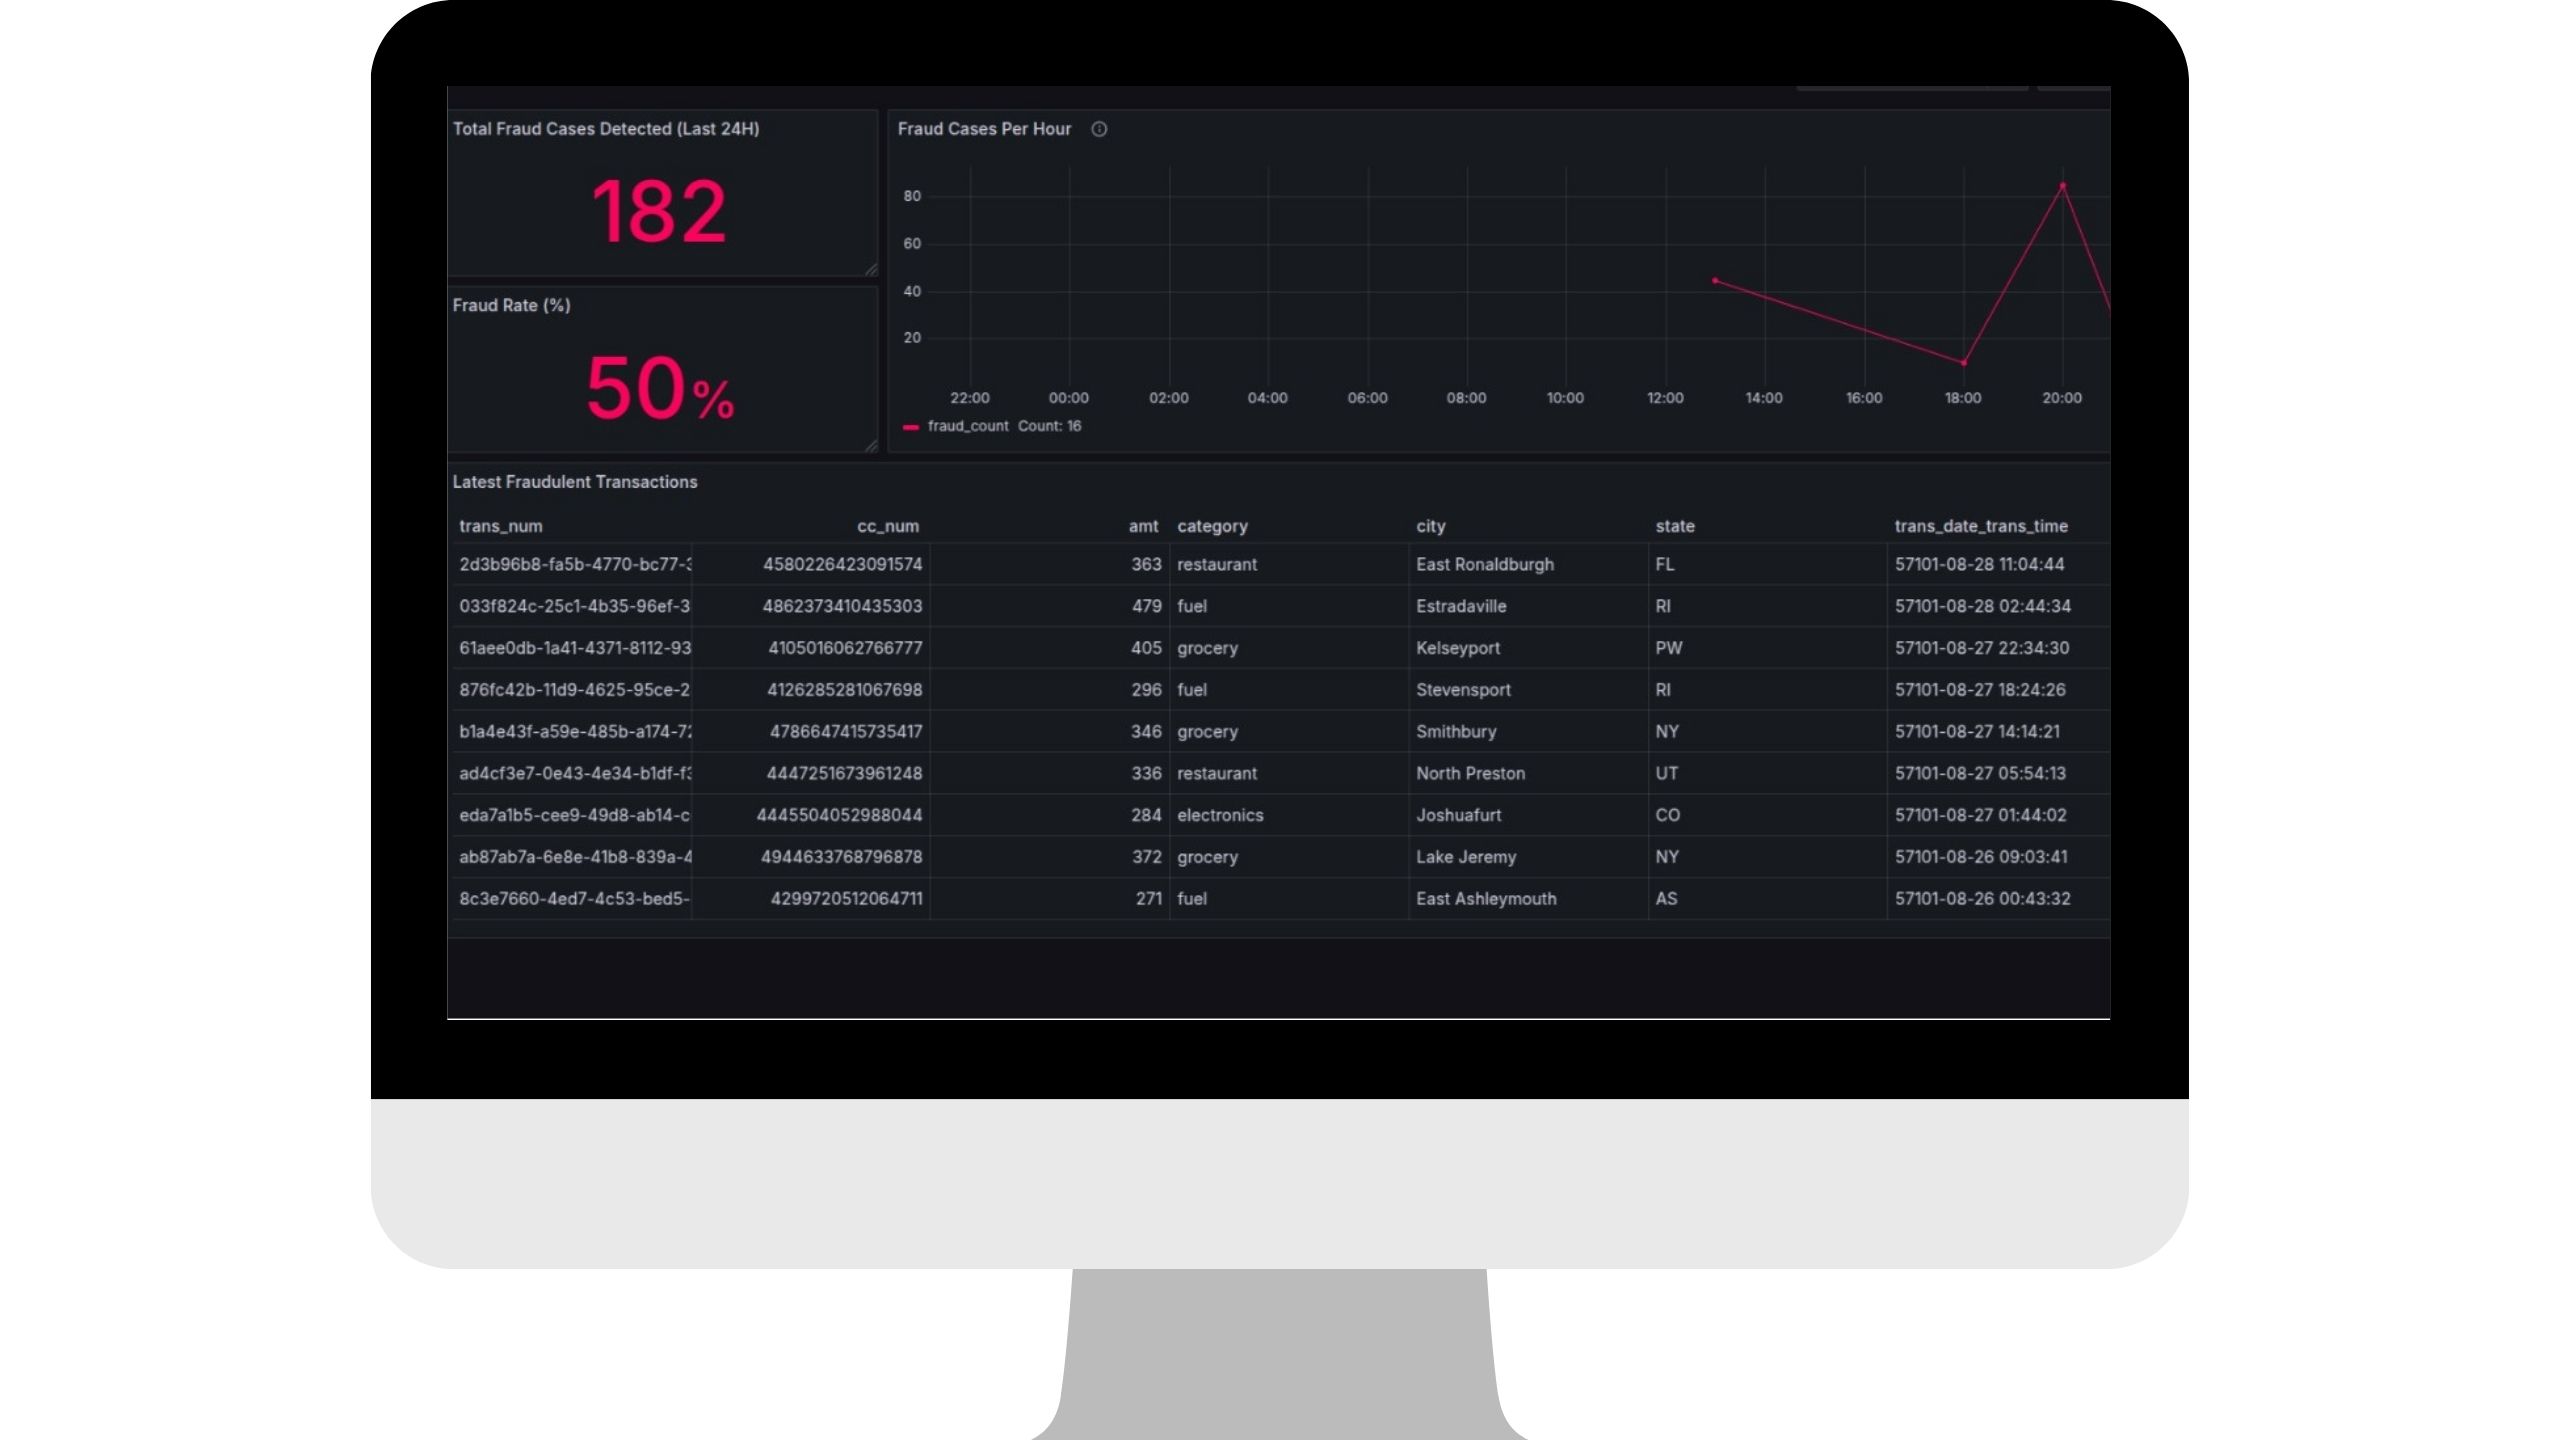 Total Fraud Cases Detected (Last 24H)
182
Fraud Rate (%)
50%
Fraud Cases Per Hour
80
60
40
20
22:00 00:00 02:00 04:00 06:00 08:00 10:00 12:00 14:00 16:00 18:00 20:00
fraud_count Count: 16
Latest Fraudulent Transactions
trans_num cc_num amt category city state trans_date_trans_time
2d3b96b8-fa5b-4770-bc77-3 4580226423091574 363 restaurant East Ronaldburgh FL 57101-08-28 11:04:44
033f824c-25c1-4b35-96ef-3 4862373410435303 479 fuel Estradaville RI 57101-08-28 02:44:34
61aee0db-1a41-4371-8112-93 4105016062766777 405 grocery Kelseyport PW 57101-08-27 22:34:30
876fc42b-11d9-4625-95ce-2 4126285281067698 296 fuel Stevensport RI 57101-08-27 18:24:26
b1a4e43f-a59e-485b-a174-72 4786647415735417 346 grocery Smithbury NY 57101-08-27 14:14:21
ad4cf3e7-0e43-4e34-b1df-f3 4447251673961248 336 restaurant North Preston UT 57101-08-27 05:54:13
eda7a1b5-cee9-49d8-ab14-c 4445504052988044 284 electronics Joshuafurt CO 57101-08-27 01:44:02
ab87ab7a-6e8e-41b8-839a-4 4944633768796878 372 grocery Lake Jeremy NY 57101-08-26 09:03:41
8c3e7660-4ed7-4c53-bed5- 4299720512064711 271 fuel East Ashleymouth AS 57101-08-26 00:43:32